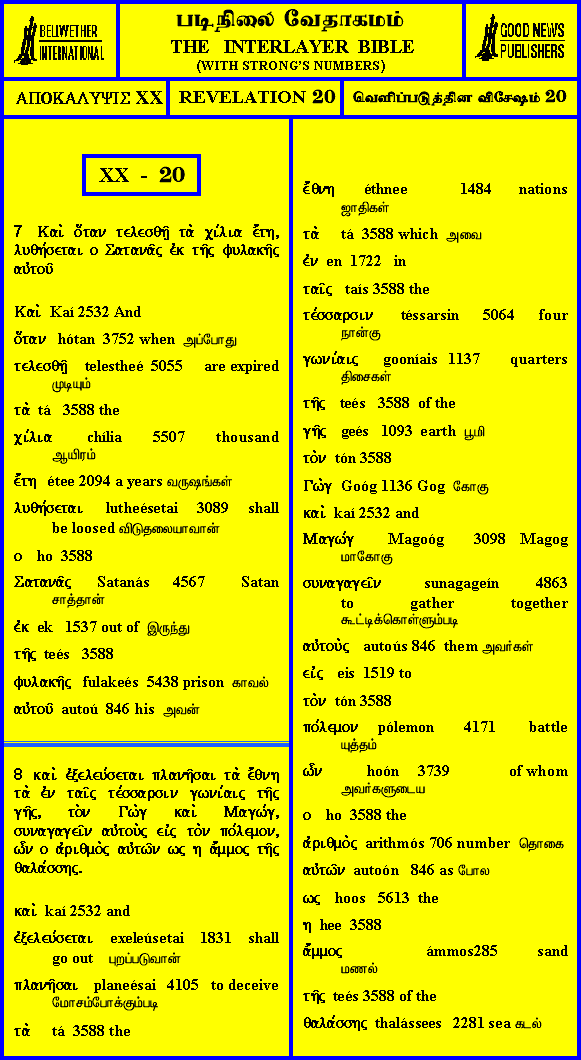 BELLWETHER
INTERNATIONAL
படிநிலை வேதாகமம்
THE INTERLAYER BIBLE
(WITH STRONG'S NUMBERS)
GOOD NEWS
PUBLISHERS
ΑΠΟΚΑΛΥΨΙΣ XX
REVELATION 20
வெளிப்படுத்தின விசேஷம் 20
XX - 20
7 Καὶ ὅταν τελεσθῇ τὰ χίλια ἔτη,
λυθήσεται ο Σατανᾶς ἐκ τῆς φυλακῆς
αὐτοῦ
Καὶ Kaí 2532 And
ὅταν hótan 3752 when அப்போது
τελεσθῇ telestheé 5055 are expired
முடியும்
τὰ tá 3588 the
χίλια chília 5507 thousand
ஆயிரம்
ἔτη étee 2094 a years வருஷங்கள்
λυθήσεται lutheésetai 3089 shall
be loosed விடுதலையாவான்
ο ho 3588
Σατανᾶς Satanás 4567 Satan
சாத்தான்
ἐκ ek 1537 out of இருந்து
τῆς teés 3588
φυλακῆς fulakeés 5438 prison காவல்
αὐτοῦ autoú 846 his அவன்
8 καὶ ἐξελεύσεται πλανῆσαι τὰ ἔθνη
τὰ ἐν ταῖς τέσσαρσιν γωνίαις τῆς
γῆς, τὸν Γὼγ καὶ Μαγώγ,
συναγαγεῖν αὐτοὺς εἰς τὸν πόλεμον,
ὧν ο ἀριθμὸς αὐτῶν ως η ἄμμος τῆς
θαλάσσης.
καὶ kaí 2532 and
ἐξελεύσεται exeleúsetai 1831 shall
go out புறப்படுவான்
πλανῆσαι planeésai 4105 to deceive
மோசம்போக்கும்படி
τὰ tá 3588 the
ἔθνη éthnee 1484 nations
ஜாதிகள்
τὰ tá 3588 which அவை
ἐν en 1722 in
ταῖς taís 3588 the
τέσσαρσιν téssarsin 5064 four
நான்கு
γωνίαις gooníais 1137 quarters
திசைகள்
τῆς teés 3588 of the
γῆς geés 1093 earth பூமி
τὸν tón 3588
Γὼγ Goóg 1136 Gog கோகு
καὶ kaí 2532 and
Μαγώγ Magoóg 3098 Magog
மாகோகு
συναγαγεῖν sunagageín 4863
to gather together
கூட்டிக்கொள்ளும்படி
αὐτοὺς autoús 846 them அவர்கள்
εἰς eis 1519 to
τὸν tón 3588
πόλεμον pólemon 4171 battle
யுத்தம்
ὧν hoón 3739 of whom
அவர்களுடைய
ο ho 3588 the
ἀριθμὸς arithmós 706 number தொகை
αὐτῶν autoón 846 as போல
ως hoos 5613 the
η hee 3588
ἄμμος ámmos285 sand
மணல்
τῆς teés 3588 of the
θαλάσσης thalássees 2281 sea கடல்